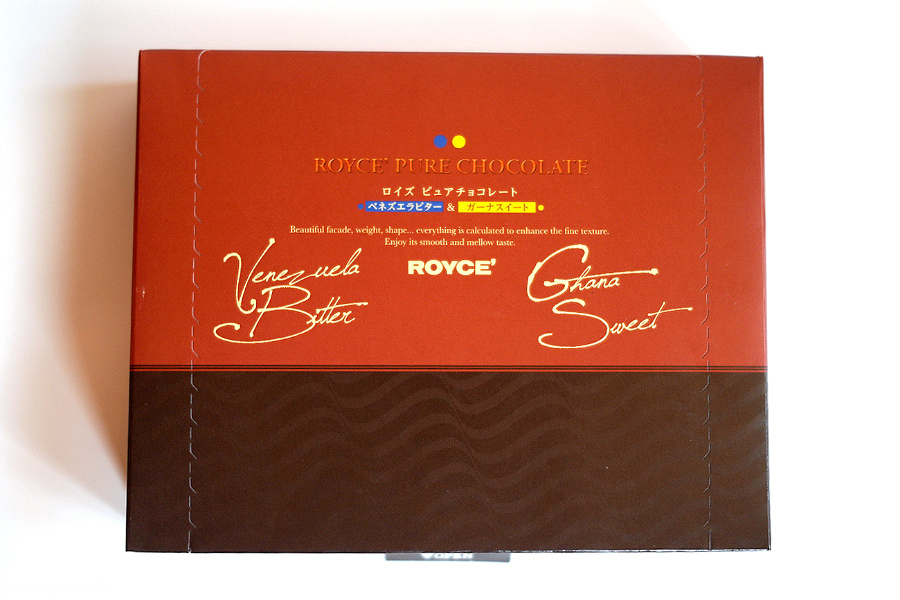 ROYCE' PURE CHOCOLATE
ロイズ ピュアチョコレート
ベネズエラビター & ガーナスイート
Beautiful facade, weight, shape... everything is calculated to enhance the fine texture.
Enjoy its smooth and mellow taste.
Venezuela
Bitter
ROYCE'
Ghana
Sweet
OPEN